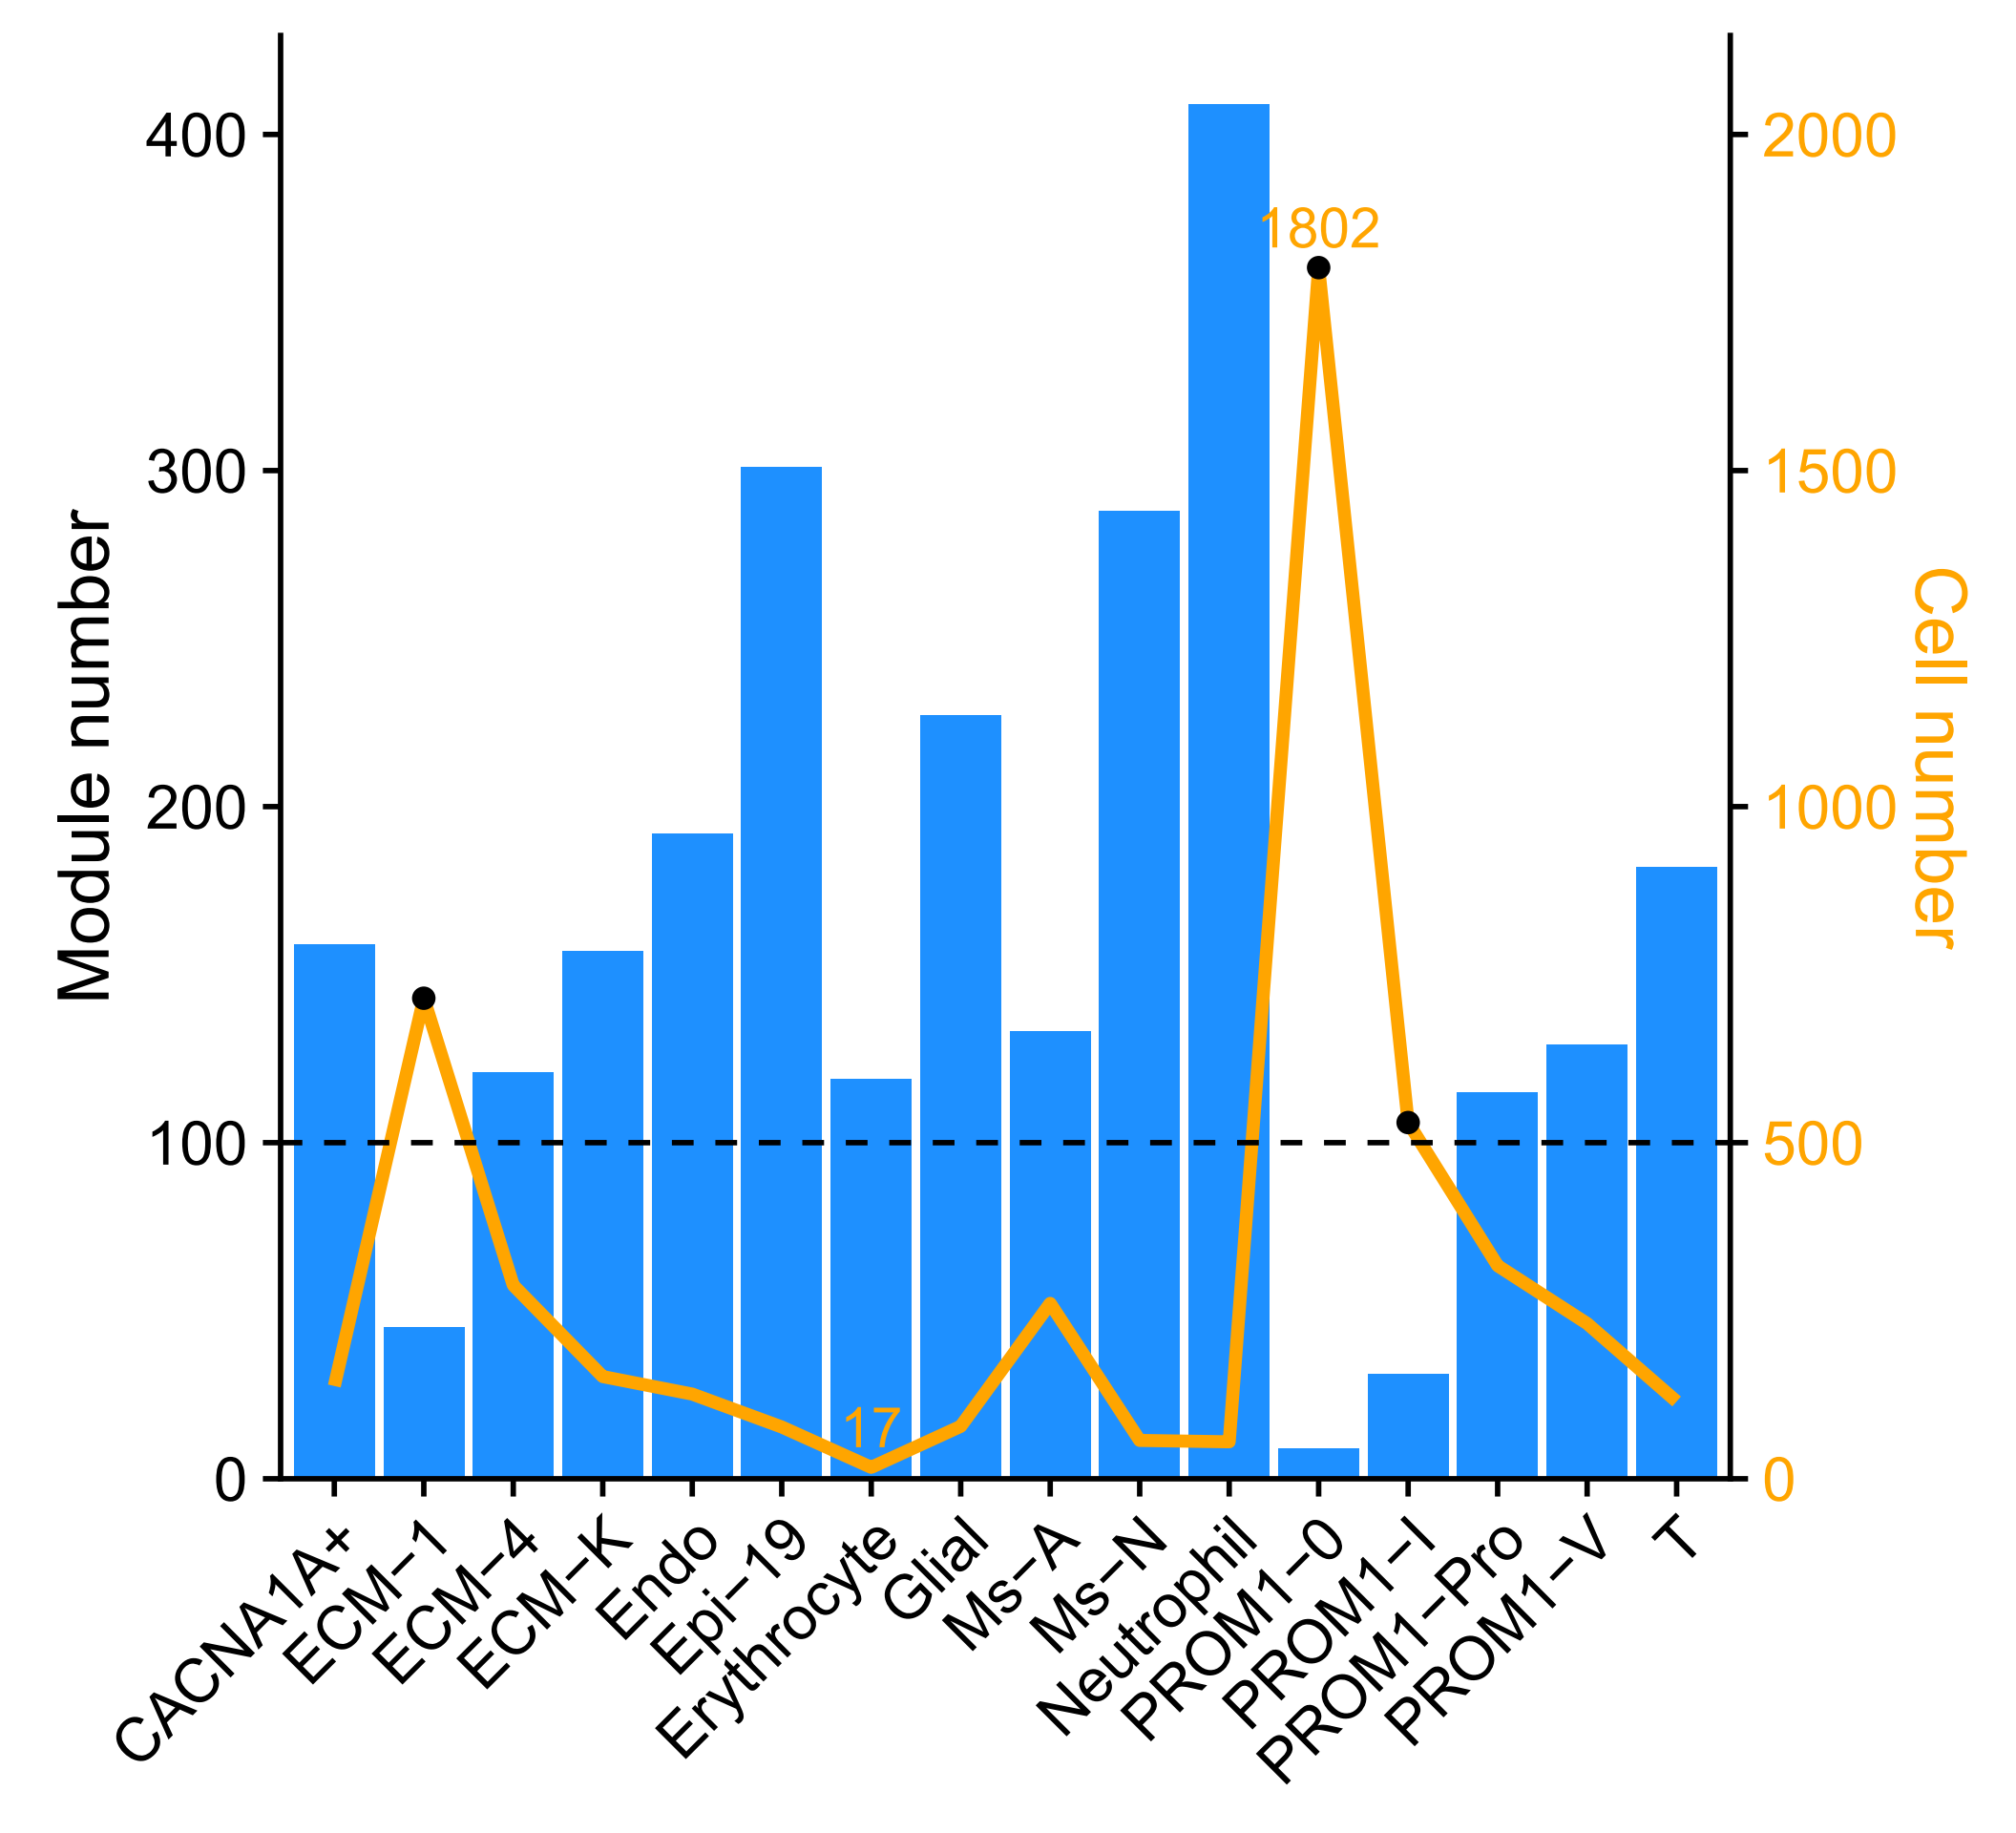 Module number
400
300
200
100
0
1802
17
2000
1500
1000
500
0
Cell number
CACNA1A+
ECM−1
ECM−4
ECM−K
Endo
Epi−19
Erythrocyte
Glial
Ms−A
Ms−N
Neutrophil
PROM1−0
PROM1−I
PROM1−Pro
PROM1−V
T